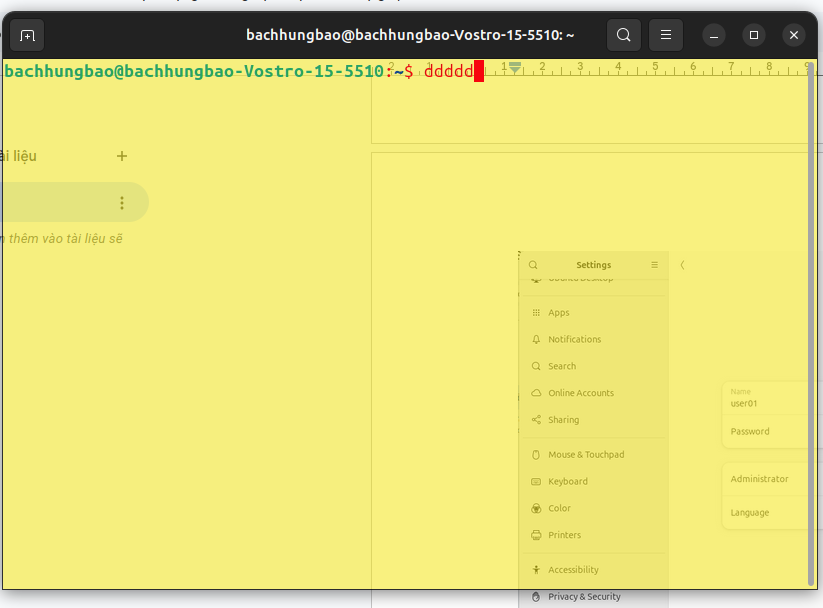 bachhungbao@bachhungbao-Vostro-15-5510: ~
bachhungbao@bachhungbao-Vostro-15-5510:~$ ddddd
2 1 1 2 3 4 5 6 7 8 9
ài liệu
n thêm vào tài liệu sẽ
Settings
Ubuntu Desktop
Apps
Notifications
Search
Online Accounts
Sharing
Mouse & Touchpad
Keyboard
Color
Printers
Accessibility
Privacy & Security
Name
user01
Password
Administrator
Language